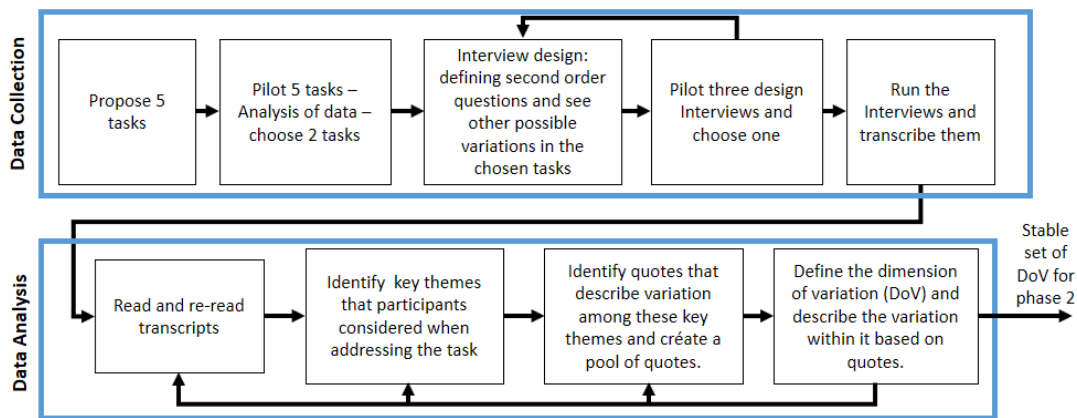 Data Collection
Propose 5
tasks
Pilot 5 tasks –
Analysis of data –
choose 2 tasks
Interview design:
defining second order
questions and see
other possible
variations in the
chosen tasks
Pilot three design
Interviews and
choose one
Run the
Interviews and
transcribe them
Data Analysis
Read and re-read
transcripts
Identify key themes
that participants
considered when
addressing the task
Identify quotes that
describe variation
among these key
themes and créate a
pool of quotes.
Define the dimension
of variation (DoV) and
describe the variation
within it based on
quotes.
Stable
set of
DoV for
phase 2